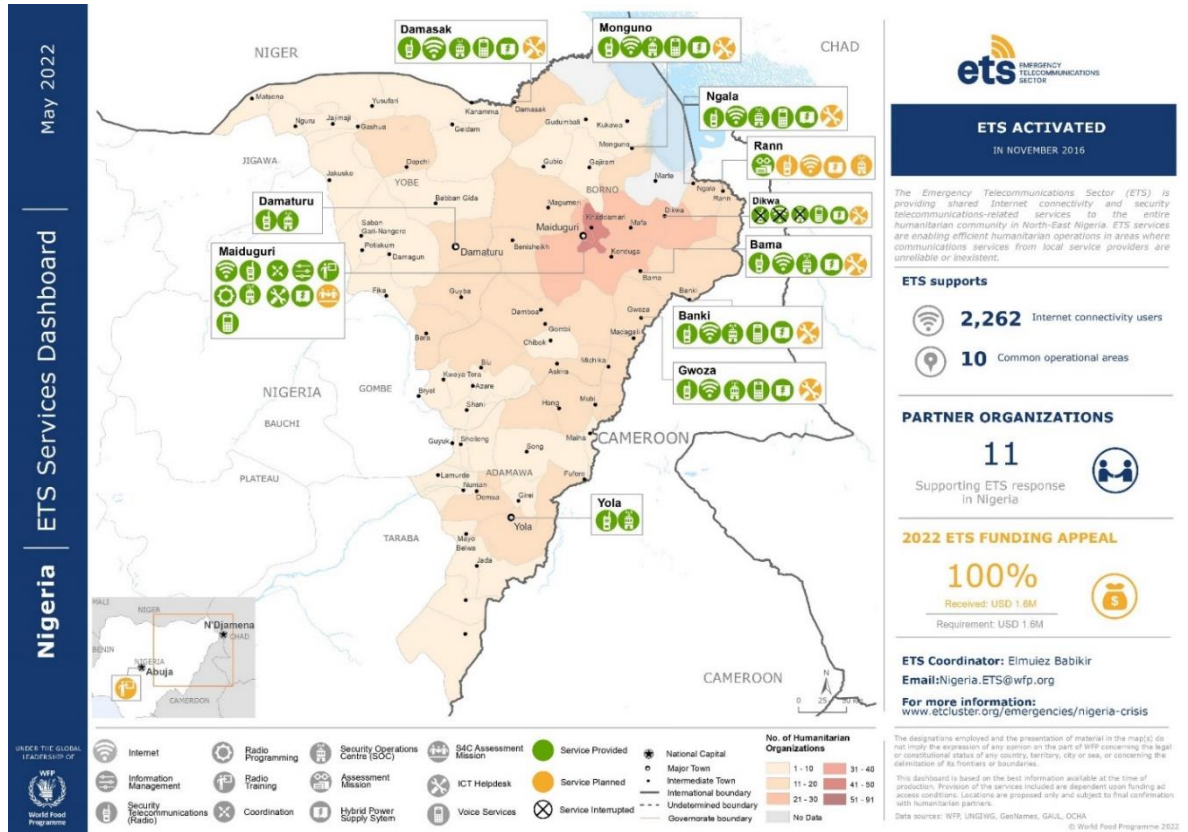 May 2022
ETS Services Dashboard
Nigeria
UNDER THE GLOBAL
LEADERSHIP OF
WFP
World Food
Programme
NIGER
CHAD
Damasak
Monguno
Ngala
Rann
Dikwa
Bama
Banki
Gwoza
Yola
Damaturu
Maiduguri
Matsena
Nguru
Jajimaji
Yusufari
Gashua
Kanamma
Geidam
Damasak
Gudumbali
Kukawa
Monguno
JIGAWA
Dapchi
Gubio
Gajiram
Marte
Ngala
Rann
Jakusko
YOBE
BORNO
Babban Gida
Magumeri
Khaddamari
Mafa
Dikwa
Sabon
Gari-Nangere
Potiskum
Damagun
Damaturu
Benisheikh
Maiduguri
Konduga
Bama
Fika
Gujba
Banki
Damboa
Gwoza
Gombi
Chibok
Madagali
Bara
Biu
Kwaya Tera
Azare
Askira
Michika
NIGERIA
GOMBE
Bryel
Shani
Hong
Mubi
BAUCHI
Guyuk
Shelleng
Song
Maiha
CAMEROON
PLATEAU
ADAMAWA
Lamurde
Numan
Demsa
Girei
Fufore
TARABA
Yola
Mayo
Belwa
Jada
CAMEROON
N
0
MALI
NIGER
N'Djamena
CHAD
BENIN
NIGERIA
Abuja
CAMEROON
Internet
Information
Management
Security
Telecommunications
(Radio)
Radio
Programming
Radio
Training
Coordination
Security Operations
Centre (SOC)
Assessment
Mission
Hybrid Power
Supply Sytem
S4C Assessment
Mission
ICT Helpdesk
Voice Services
Service Provided
Service Planned
Service Interrupted
National Capital
Major Town
Intermediate Town
International boundary
Undetermined boundary
Governorate boundary
No. of Humanitarian
Organizations
1 - 10
11 - 20
21 - 30
31 - 40
41 - 50
51 - 91
No Data
ets EMERGENCY
TELECOMMUNICATIONS
SECTOR
ETS ACTIVATED
IN NOVEMBER 2016
The Emergency Telecommunications Sector (ETS) is
providing shared Internet connectivity and security
telecommunications-related services to the entire
humanitarian community in North-East Nigeria. ETS services
are enabling efficient humanitarian operations in areas where
communications services from local service providers are
unreliable or inexistent.
ETS supports
2,262 Internet connectivity users
10 Common operational areas
PARTNER ORGANIZATIONS
11
Supporting ETS response
in Nigeria
2022 ETS FUNDING APPEAL
100%
Received: USD 1.6M
Requirement: USD 1.6M
ETS Coordinator: Elmuiez Babikir
Email:Nigeria.ETS@wfp.org
For more information:
www.etcluster.org/emergencies/nigeria-crisis
The designations employed and the presentation of material in the map(s) do
not imply the expression of any opinion on the part of WFP concerning the legal
or constitutional status of any country, territory, city or sea, or concerning the
delimitation of its frontiers or boundaries.
This dashboard is based on the best information available at the time of
production. Provision of the services included are dependent upon funding and
access conditions. Locations are proposed only and subject to final confirmation
with humanitarian partners.
Data sources: WFP, UNGIWG, GeoNames, GAUL, OCHA
© World Food Programme 2022